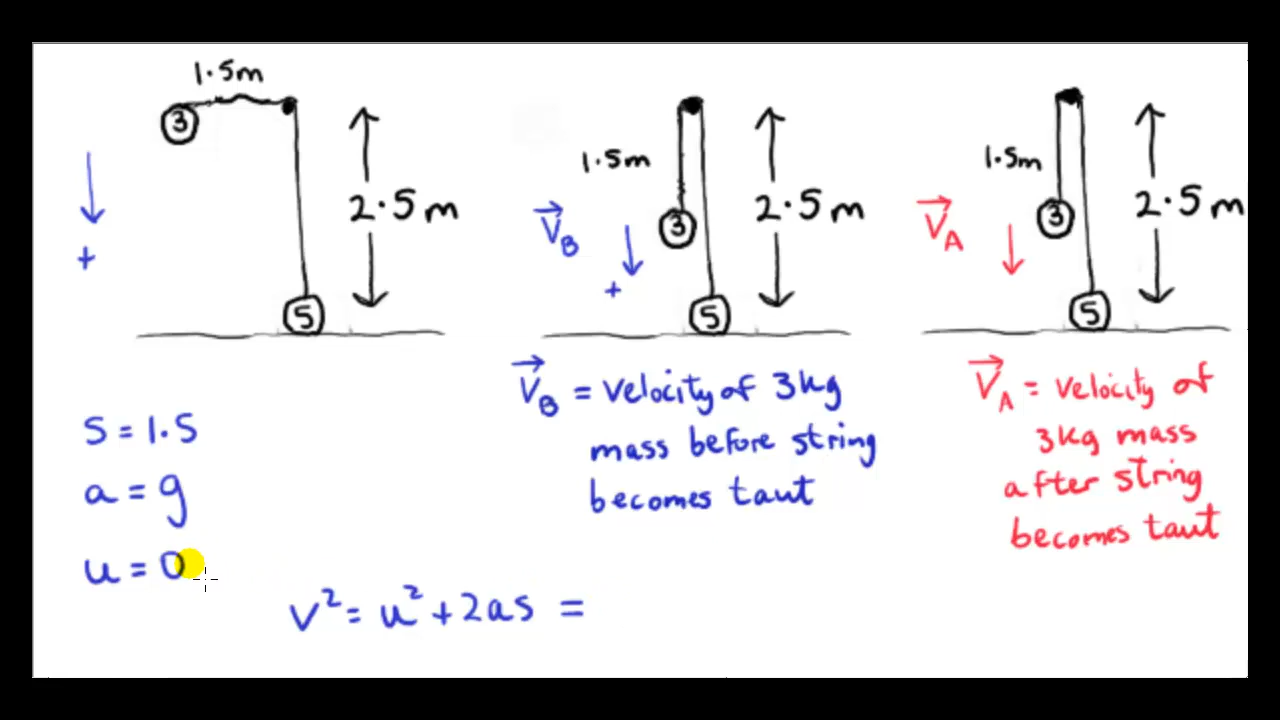 1.5m
3
2.5m
+
5
1.5m
3
2.5m
V_B
+
5
V_B = Velocity of 3kg
mass before string
becomes taut
1.5m
3
2.5m
V_A
5
V_A = velocity of
3kg mass
after string
becomes taut
S = 1.5
a = g
u = 0
v² = u² + 2as =